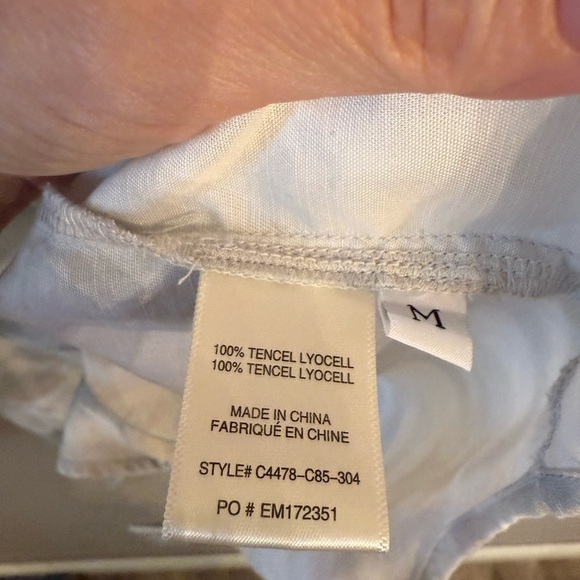 100% TENCEL LYOCELL
100% TENCEL LYOCELL
MADE IN CHINA
FABRIQUÉ EN CHINE
STYLE# C4478-C85-304
PO # EM172351
M